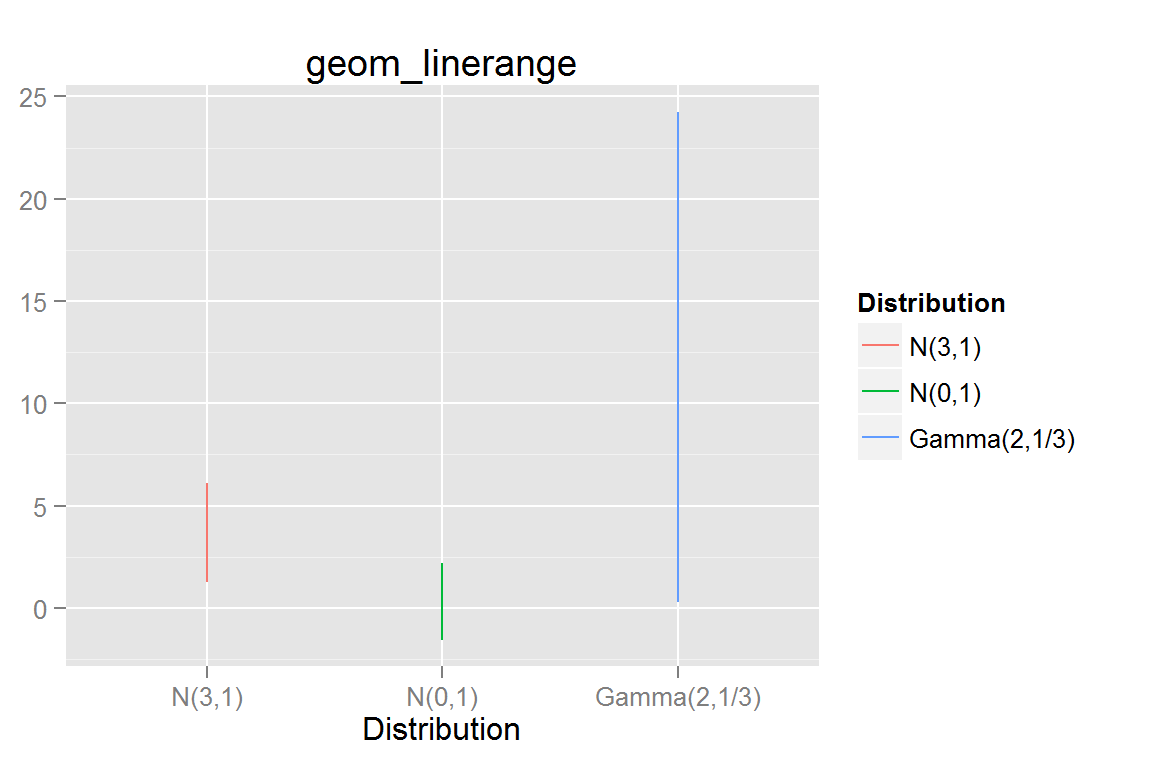 geom_linerange
25
20
15
10
5
0
N(3,1) N(0,1) Gamma(2,1/3)
Distribution
Distribution
N(3,1)
N(0,1)
Gamma(2,1/3)